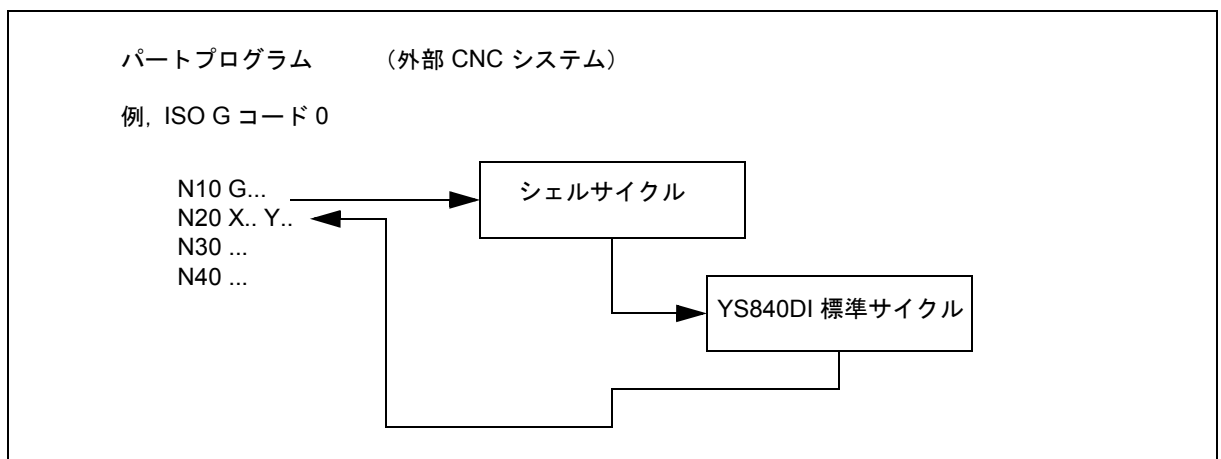 パートプログラム （外部 CNC システム）
例, ISO G コード 0
N10 G...
N20 X.. Y..
N30 ...
N40 ...
シェルサイクル
YS840DI 標準サイクル